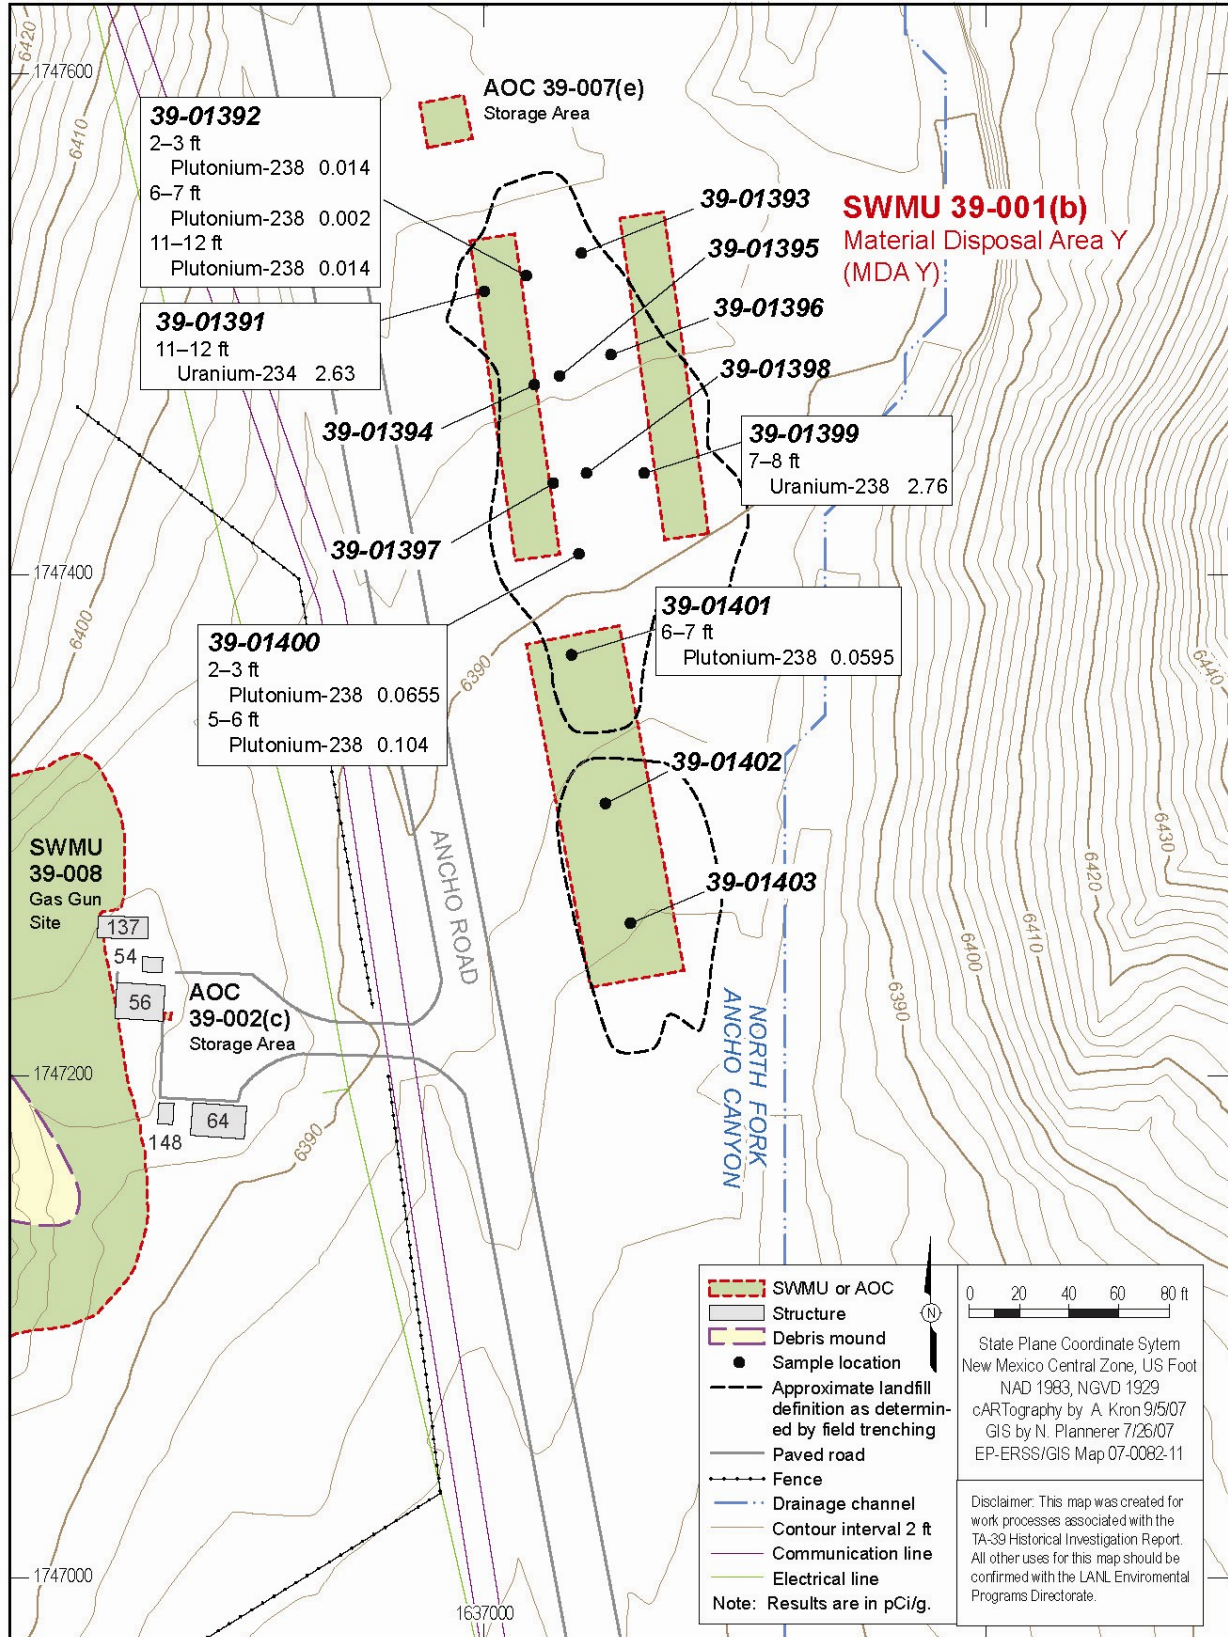 6420
1747600
6410
AOC 39-007(e)
Storage Area
39-01392
2–3 ft
Plutonium-238 0.014
6–7 ft
Plutonium-238 0.002
11–12 ft
Plutonium-238 0.014
39-01393
SWMU 39-001(b)
Material Disposal Area Y
(MDA Y)
39-01395
39-01391
11–12 ft
Uranium-234 2.63
39-01396
39-01398
39-01394
39-01399
7–8 ft
Uranium-238 2.76
39-01397
1747400
6400
39-01401
6–7 ft
Plutonium-238 0.0595
39-01400
2–3 ft
Plutonium-238 0.0655
5–6 ft
Plutonium-238 0.104
6390
6440
39-01402
6430
ANCHO ROAD
SWMU
39-008
Gas Gun
Site
39-01403
6420
137
54
56
AOC
39-002(c)
Storage Area
6410
6400
6390
NORTH FORK
ANCHO CANYON
1747200
64
148
6390
SWMU or AOC
Structure
Debris mound
Sample location
Approximate landfill
definition as determin-
ed by field trenching
Paved road
Fence
Drainage channel
Contour interval 2 ft
Communication line
Electrical line
Note: Results are in pCi/g.
N
0 20 40 60 80 ft
State Plane Coordinate Sytem
New Mexico Central Zone, US Foot
NAD 1983, NGVD 1929
cARTography by A. Kron 9/5/07
GIS by N. Plannerer 7/26/07
EP-ERSS/GIS Map 07-0082-11
Disclaimer: This map was created for
work processes associated with the
TA-39 Historical Investigation Report.
All other uses for this map should be
confirmed with the LANL Enviromental
Programs Directorate.
1747000
1637000